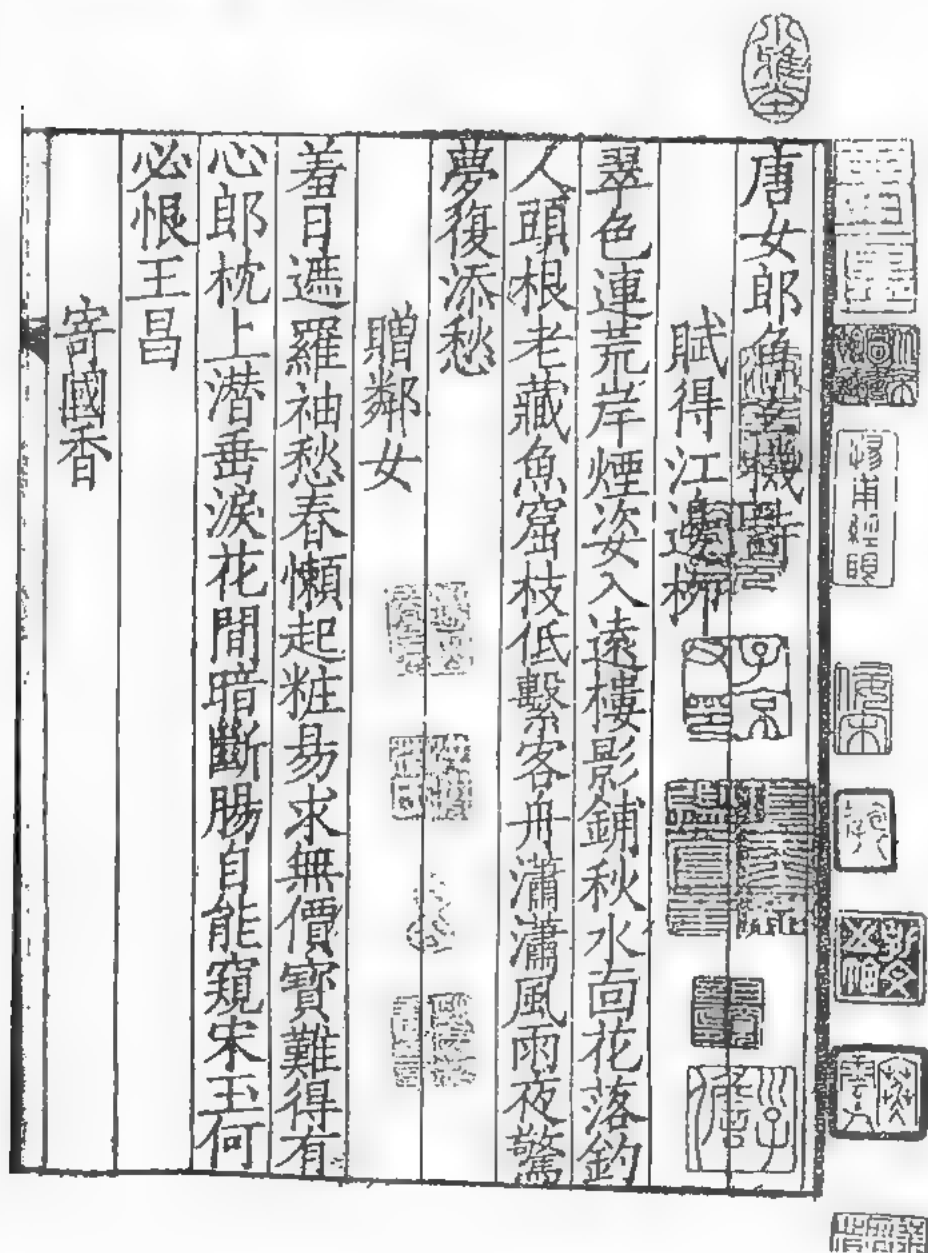 唐女郎魚玄機詩
賦得江邊柳
翠色連荒岸煙姿入遠樓影鋪秋水面花落釣
人頭根老藏魚窟枝低繫客舟瀟瀟風雨夜驚
夢復添愁
贈鄰女
羞日遮羅袖愁春懶起粧易求無價寶難得有
心郎枕上潛垂淚花間暗斷腸自能窺宋玉何
必恨王昌
寄國香
子京